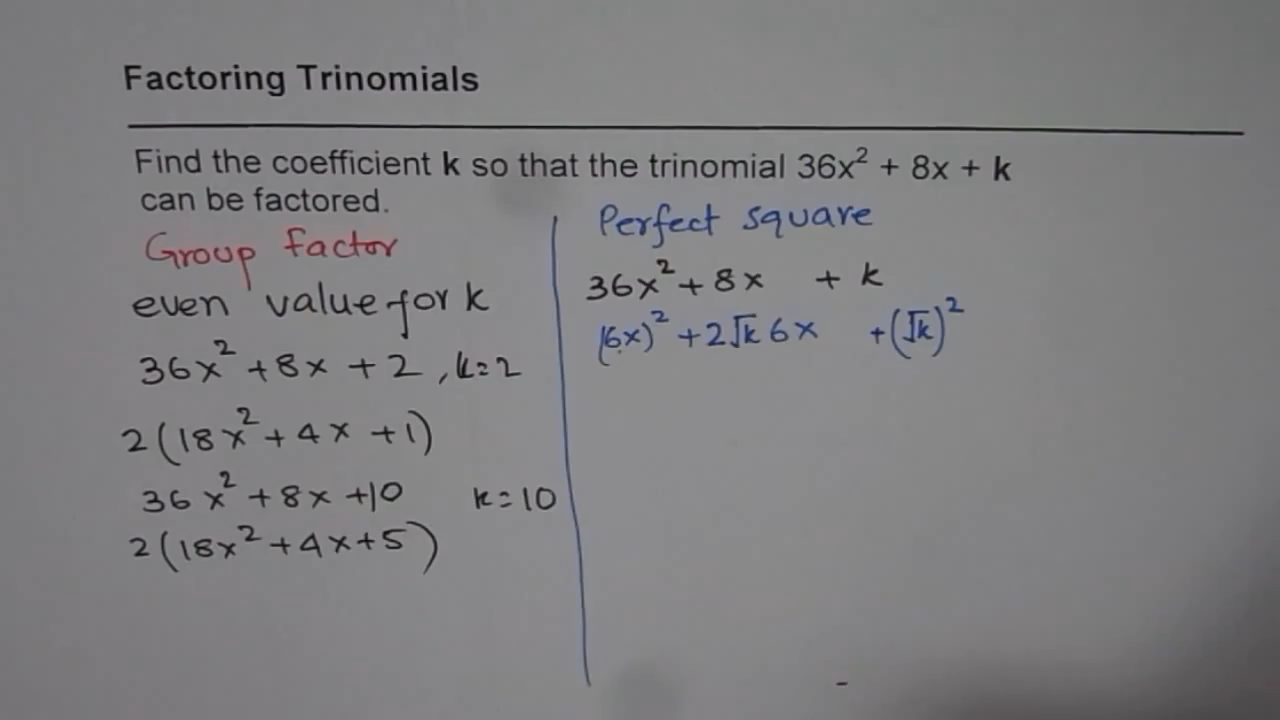 Factoring Trinomials
Find the coefficient k so that the trinomial 36x² + 8x + k
can be factored.
Group factor
even value for k
36x² + 8x + 2 , k=2
2(18x² + 4x + 1)
36x² + 8x + 10 k = 10
2(18x² + 4x + 5)
Perfect square
36x² + 8x + k
(6x)² + 2√k 6x + (√k)²